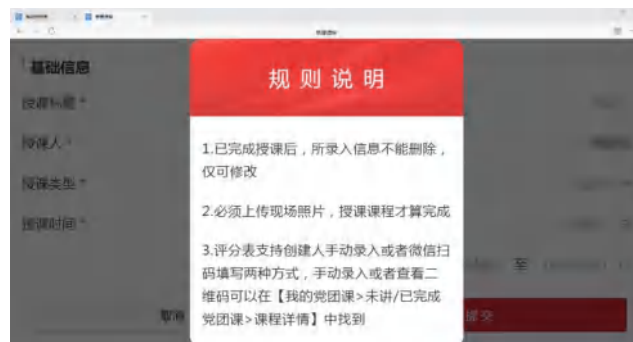 基础信息
规则说明
授课标题 *
授课人 *
1.已完成授课后，所录入信息不能删除，
仅可修改
授课类型 *
2.必须上传现场照片，授课课程才算完成
授课时间 *
3.评分表支持创建人手动录入或者微信扫
码填写两种方式，手动录入或者查看二
至
维码可以在【我的党团课>未讲/已完成
党团课>课程详情】中找到
取消
提交